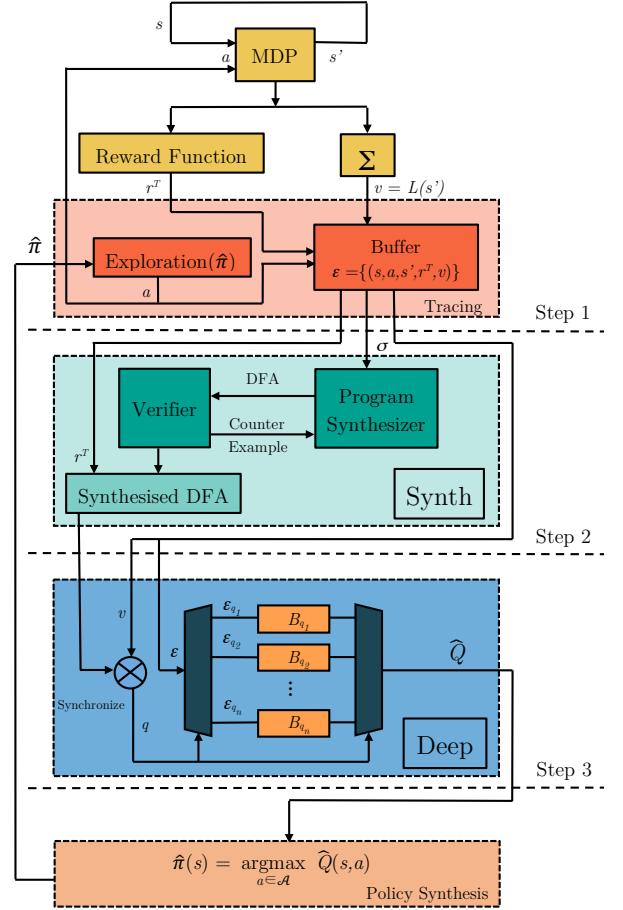 s
MDP
a
s'
Reward Function
Σ
r^T
v = L(s')
π̂
Exploration(π̂)
a
Buffer
ε ={(s,a,s',r^T,v)}
Tracing
Step 1
σ
Verifier
DFA
Program
Synthesizer
Counter
Example
r^T
Synthesised DFA
Synth
Step 2
v
ε
ε_{q_1}
B_{q_1}
ε_{q_2}
B_{q_2}
⋮
ε_{q_n}
B_{q_n}
Q̂
Synchronize
q
Deep
Step 3
π̂(s) = argmax Q̂(s,a)
a∈𝒜
Policy Synthesis